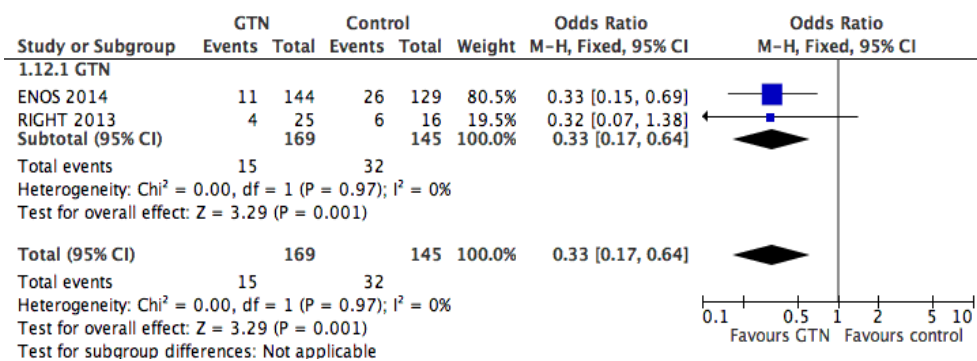 GTN Control Odds Ratio Odds Ratio
Study or Subgroup Events Total Events Total Weight M-H, Fixed, 95% CI M-H, Fixed, 95% CI
1.12.1 GTN
ENOS 2014 11 144 26 129 80.5% 0.33 [0.15, 0.69]
RIGHT 2013 4 25 6 16 19.5% 0.32 [0.07, 1.38]
Subtotal (95% CI) 169 145 100.0% 0.33 [0.17, 0.64]
Total events 15 32
Heterogeneity: Chi² = 0.00, df = 1 (P = 0.97); I² = 0%
Test for overall effect: Z = 3.29 (P = 0.001)
Total (95% CI) 169 145 100.0% 0.33 [0.17, 0.64]
Total events 15 32
Heterogeneity: Chi² = 0.00, df = 1 (P = 0.97); I² = 0%
Test for overall effect: Z = 3.29 (P = 0.001)
Test for subgroup differences: Not applicable
0.1 0.5 1 2 5 10
Favours GTN Favours control